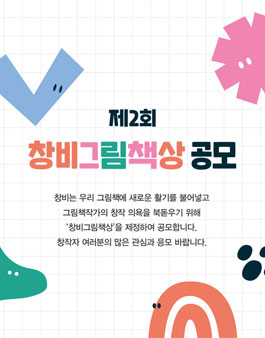 제2회
창비그림책상 공모
창비는 우리 그림책에 새로운 활기를 불어넣고
그림책작가의 창작 의욕을 북돋우기 위해
‘창비그림책상’을 제정하여 공모합니다.
창작자 여러분의 많은 관심과 응모 바랍니다.